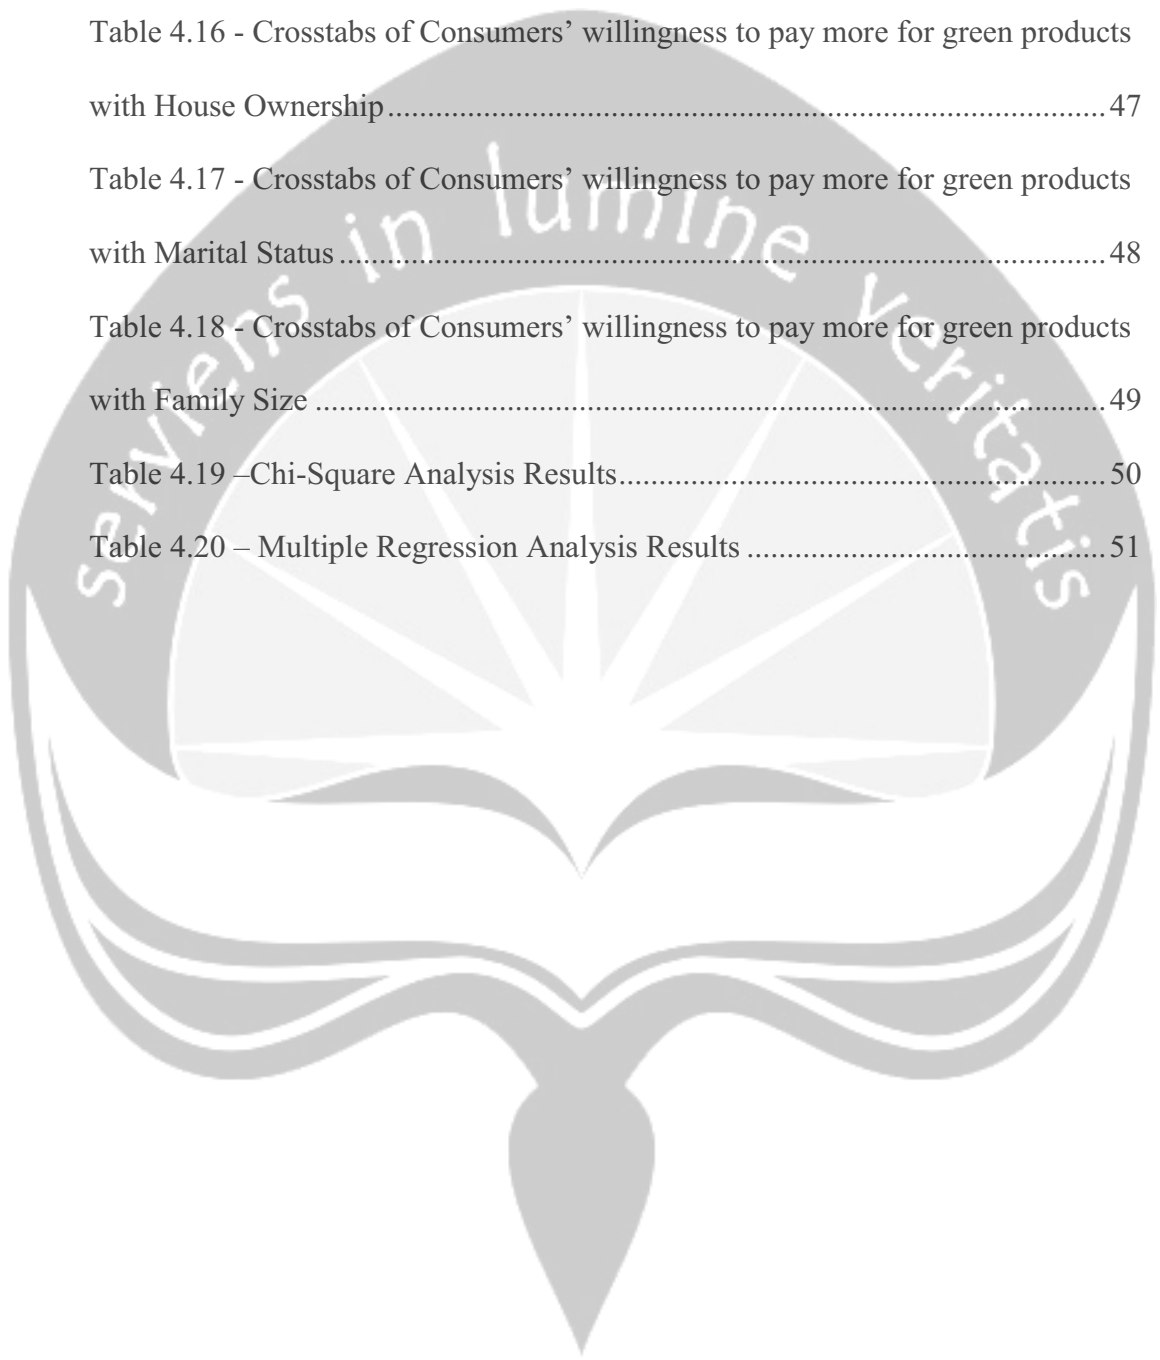 Table 4.16 - Crosstabs of Consumers’ willingness to pay more for green products
with House Ownership.......................................................................... 47
Table 4.17 - Crosstabs of Consumers’ willingness to pay more for green products
with Marital Status ............................................................................... 48
Table 4.18 - Crosstabs of Consumers’ willingness to pay more for green products
with Family Size .................................................................................. 49
Table 4.19 –Chi-Square Analysis Results.................................................. 50
Table 4.20 – Multiple Regression Analysis Results ..................................... 51
serviens in lumine veritatis